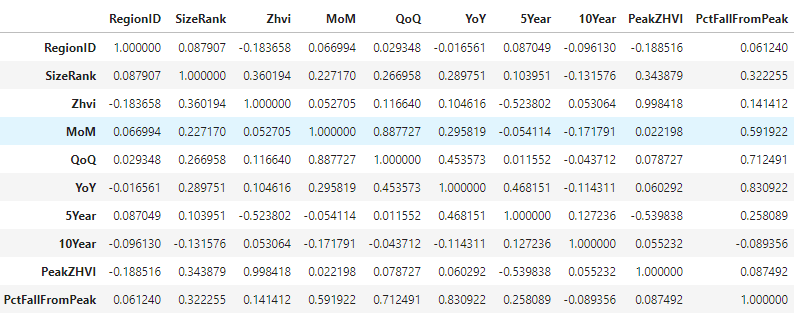 RegionID SizeRank Zhvi MoM QoQ YoY 5Year 10Year PeakZHVI PctFallFromPeak
RegionID 1.000000 0.087907 -0.183658 0.066994 0.029348 -0.016561 0.087049 -0.096130 -0.188516 0.061240
SizeRank 0.087907 1.000000 0.360194 0.227170 0.266958 0.289751 0.103951 -0.131576 0.343879 0.322255
Zhvi -0.183658 0.360194 1.000000 0.052705 0.116640 0.104616 -0.523802 0.053064 0.998418 0.141412
MoM 0.066994 0.227170 0.052705 1.000000 0.887727 0.295819 -0.054114 -0.171791 0.022198 0.591922
QoQ 0.029348 0.266958 0.116640 0.887727 1.000000 0.453573 0.011552 -0.043712 0.078727 0.712491
YoY -0.016561 0.289751 0.104616 0.295819 0.453573 1.000000 0.468151 -0.114311 0.060292 0.830922
5Year 0.087049 0.103951 -0.523802 -0.054114 0.011552 0.468151 1.000000 0.127236 -0.539838 0.258089
10Year -0.096130 -0.131576 0.053064 -0.171791 -0.043712 -0.114311 0.127236 1.000000 0.055232 -0.089356
PeakZHVI -0.188516 0.343879 0.998418 0.022198 0.078727 0.060292 -0.539838 0.055232 1.000000 0.087492
PctFallFromPeak 0.061240 0.322255 0.141412 0.591922 0.712491 0.830922 0.258089 -0.089356 0.087492 1.000000